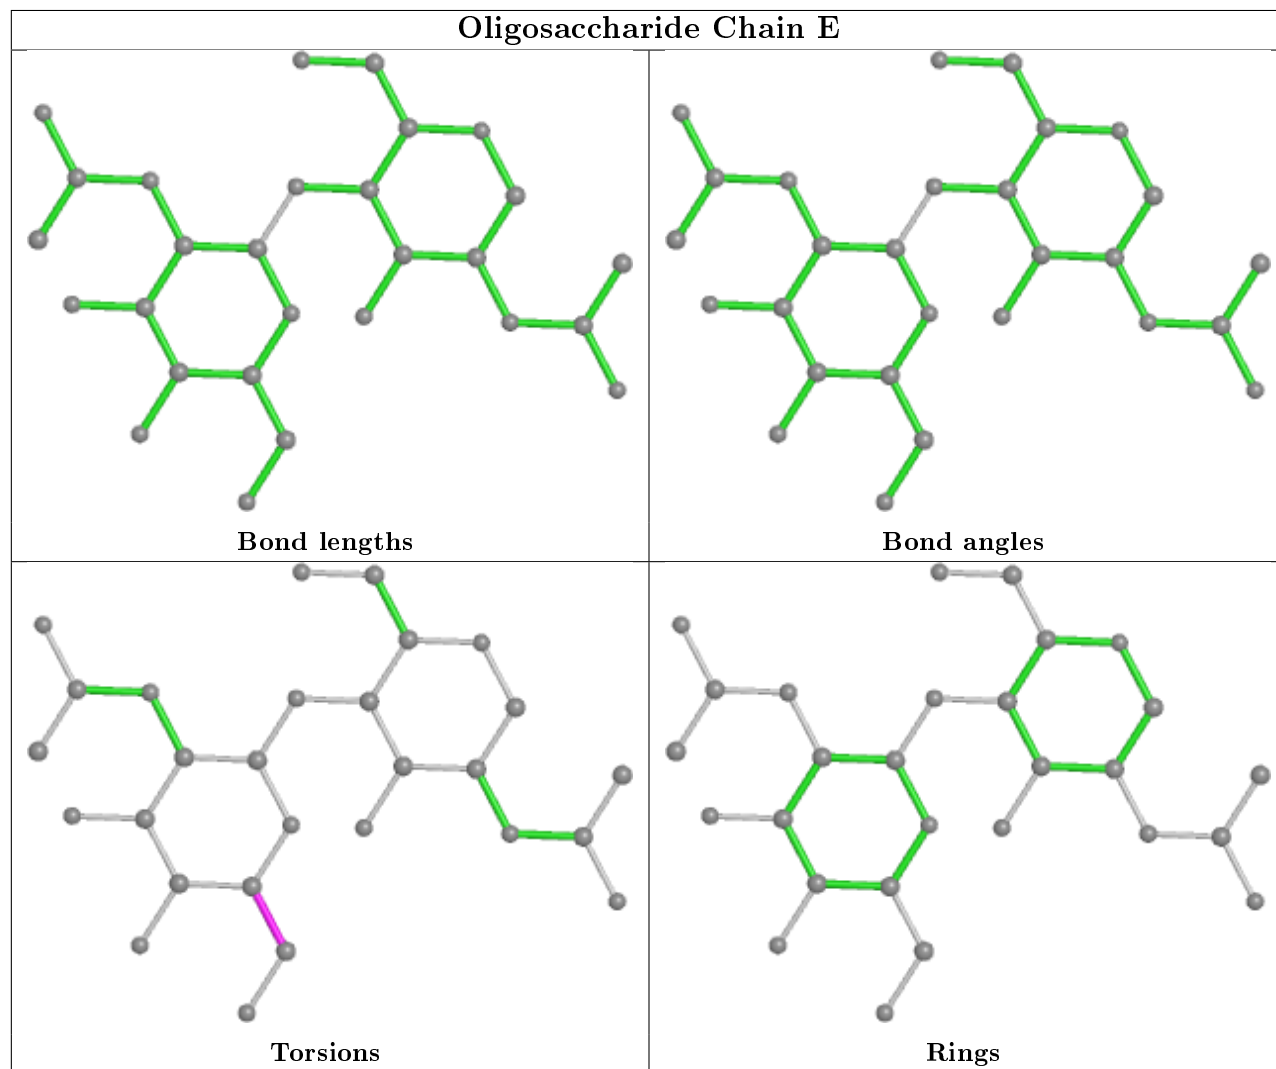 Oligosaccharide Chain E
Bond lengths
Bond angles
Torsions
Rings